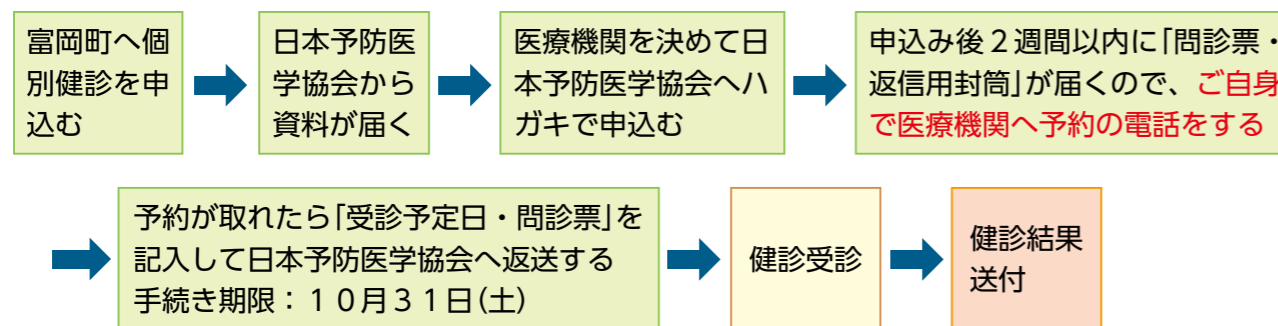 富岡町へ個
別健診を申
込む
日本予防医
学協会から
資料が届く
医療機関を決めて日
本予防医学協会へハ
ガキで申込む
申込み後２週間以内に「問診票・
返信用封筒」が届くので、ご自身
で医療機関へ予約の電話をする
予約が取れたら「受診予定日・問診票」を
記入して日本予防医学協会へ返送する
手続き期限：１０月３１日(土)
健診受診
健診結果
送付